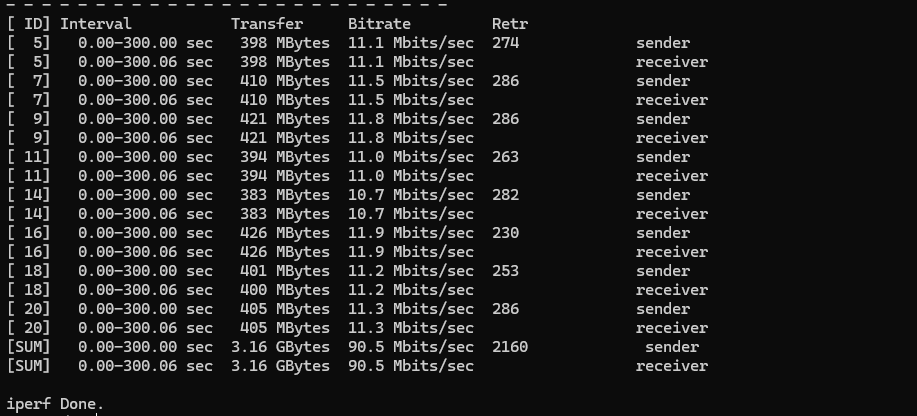 - - - - - - - - - - - - - - - - - - - - - - - - -
[ ID] Interval           Transfer     Bitrate         Retr
[  5]   0.00-300.00 sec   398 MBytes  11.1 Mbits/sec  274             sender
[  5]   0.00-300.06 sec   398 MBytes  11.1 Mbits/sec                  receiver
[  7]   0.00-300.00 sec   410 MBytes  11.5 Mbits/sec  286             sender
[  7]   0.00-300.06 sec   410 MBytes  11.5 Mbits/sec                  receiver
[  9]   0.00-300.00 sec   421 MBytes  11.8 Mbits/sec  286             sender
[  9]   0.00-300.06 sec   421 MBytes  11.8 Mbits/sec                  receiver
[ 11]   0.00-300.00 sec   394 MBytes  11.0 Mbits/sec  263             sender
[ 11]   0.00-300.06 sec   394 MBytes  11.0 Mbits/sec                  receiver
[ 14]   0.00-300.00 sec   383 MBytes  10.7 Mbits/sec  282             sender
[ 14]   0.00-300.06 sec   383 MBytes  10.7 Mbits/sec                  receiver
[ 16]   0.00-300.00 sec   426 MBytes  11.9 Mbits/sec  230             sender
[ 16]   0.00-300.06 sec   426 MBytes  11.9 Mbits/sec                  receiver
[ 18]   0.00-300.00 sec   401 MBytes  11.2 Mbits/sec  253             sender
[ 18]   0.00-300.06 sec   400 MBytes  11.2 Mbits/sec                  receiver
[ 20]   0.00-300.00 sec   405 MBytes  11.3 Mbits/sec  286             sender
[ 20]   0.00-300.06 sec   405 MBytes  11.3 Mbits/sec                  receiver
[SUM]   0.00-300.00 sec  3.16 GBytes  90.5 Mbits/sec  2160             sender
[SUM]   0.00-300.06 sec  3.16 GBytes  90.5 Mbits/sec                  receiver

iperf Done.